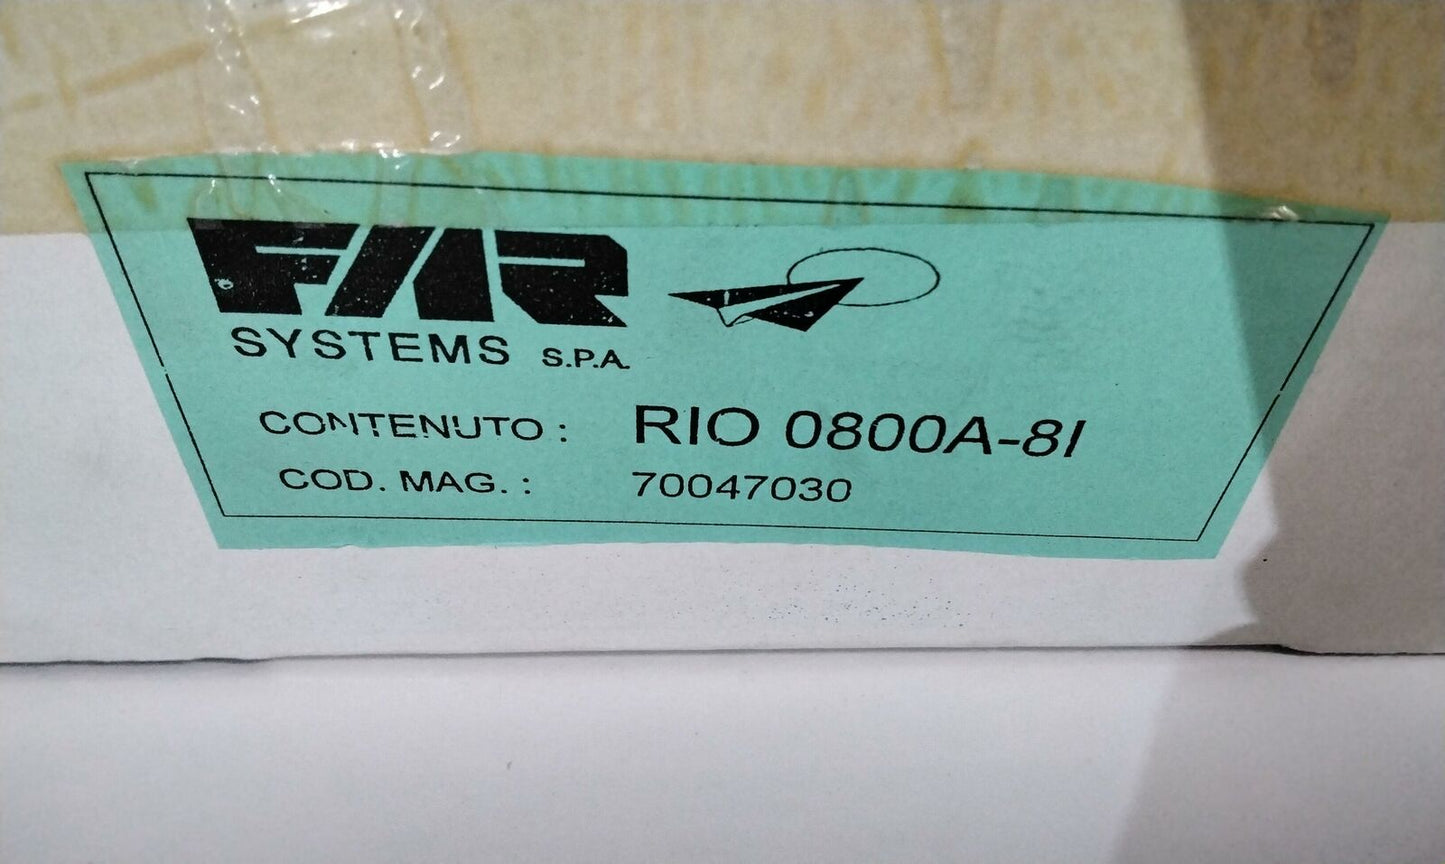 FAR
SYSTEMS S.P.A.
CONTENUTO : RIO 0800A-8I
COD. MAG. : 70047030